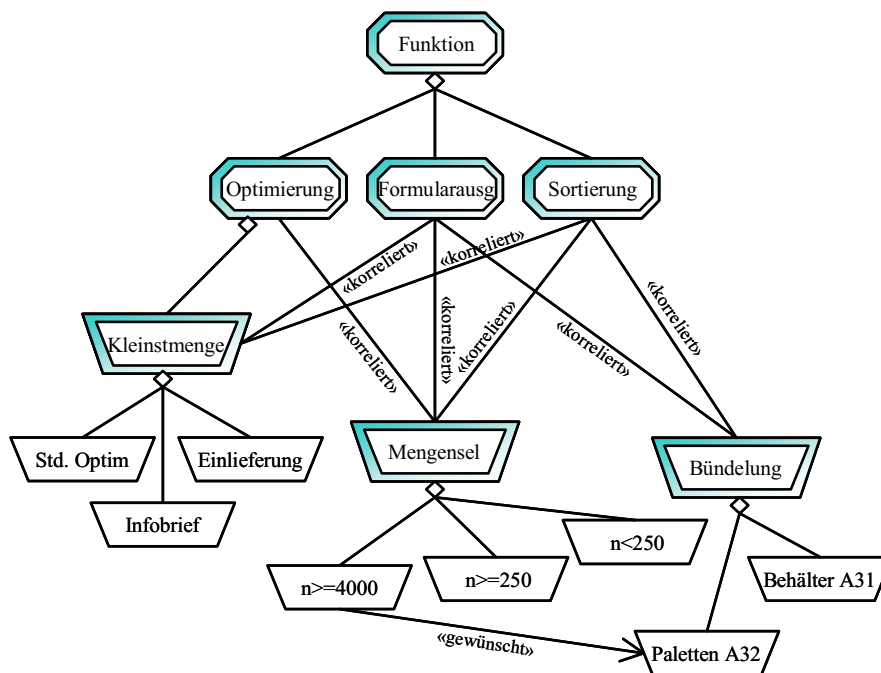 Funktion
Optimierung
Formularausg
Sortierung
«korreliert»
«korreliert»
«korreliert»
Kleinstmenge
«korreliert»
«korreliert»
«korreliert»
«korreliert»
Std. Optim
Einlieferung
Mengensel
Bündelung
Infobrief
n<250
n>=4000
n>=250
Behälter A31
«gewünscht»
Paletten A32